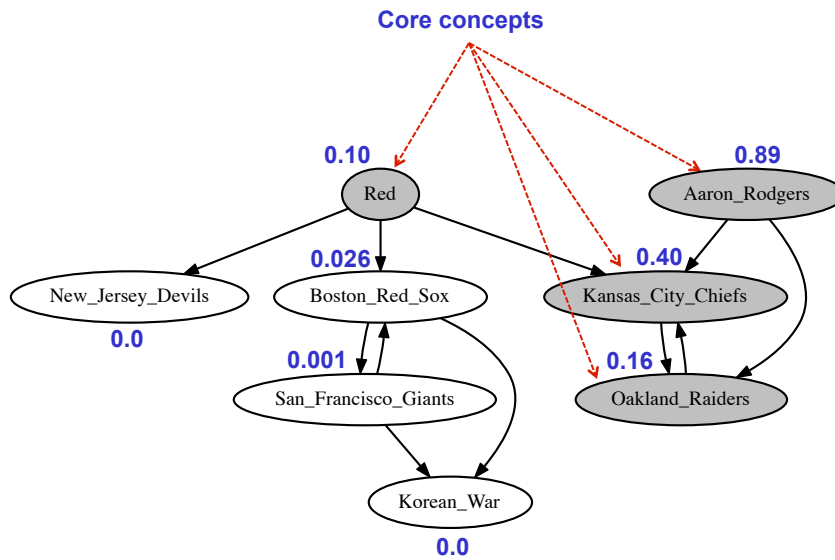 Core concepts
0.10
0.89
Red
Aaron_Rodgers
0.026
0.40
New_Jersey_Devils
Boston_Red_Sox
Kansas_City_Chiefs
0.0
0.001
0.16
San_Francisco_Giants
Oakland_Raiders
Korean_War
0.0